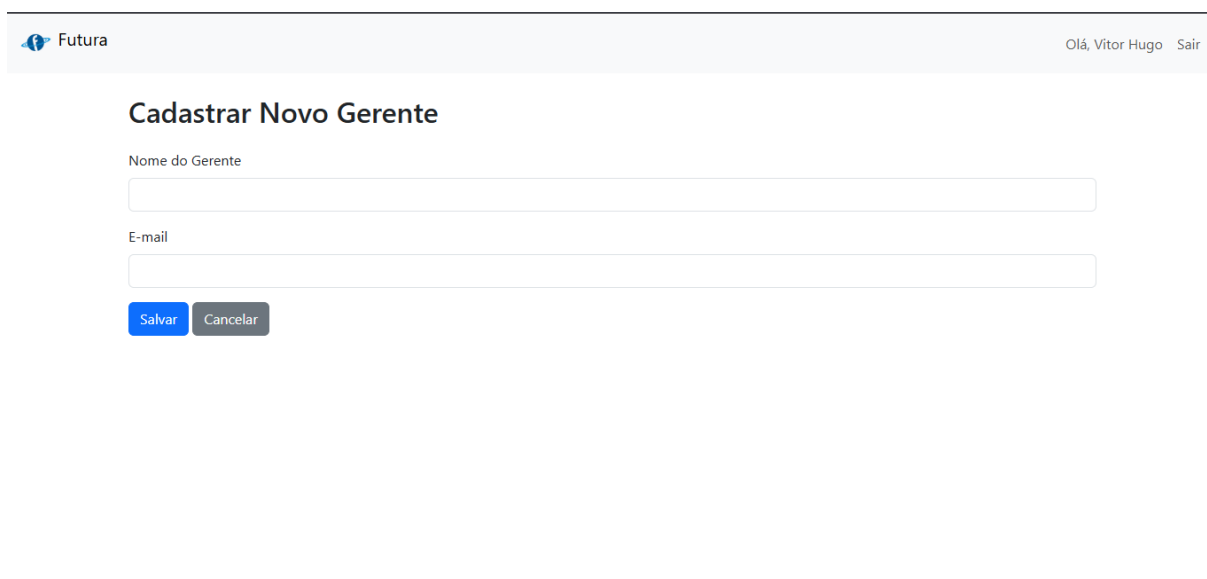 Futura
Olá, Vitor Hugo Sair
Cadastrar Novo Gerente
Nome do Gerente
E-mail
Salvar Cancelar